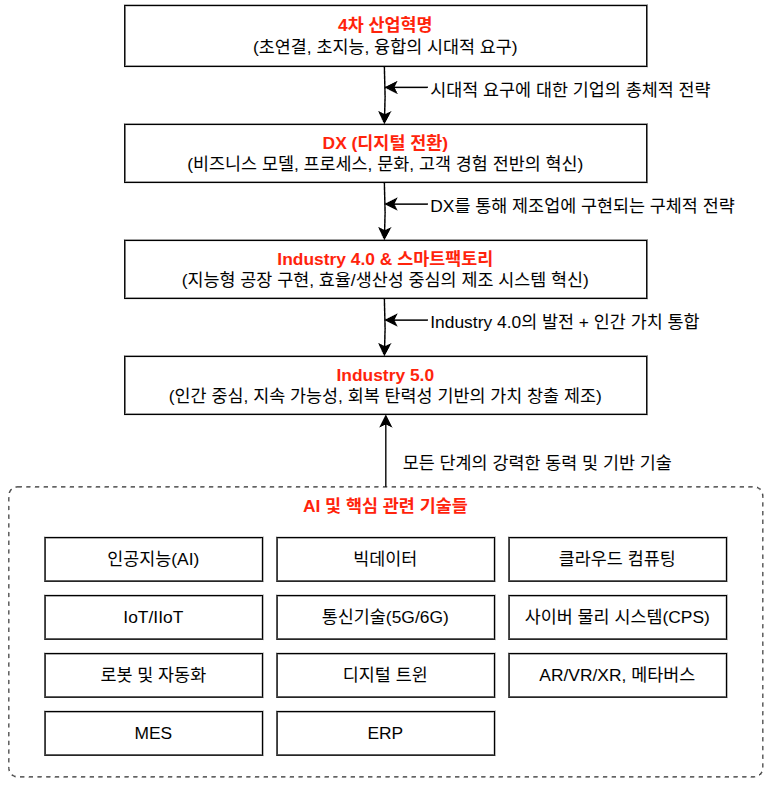 4차 산업혁명
(초연결, 초지능, 융합의 시대적 요구)
시대적 요구에 대한 기업의 총체적 전략
DX (디지털 전환)
(비즈니스 모델, 프로세스, 문화, 고객 경험 전반의 혁신)
DX를 통해 제조업에 구현되는 구체적 전략
Industry 4.0 & 스마트팩토리
(지능형 공장 구현, 효율/생산성 중심의 제조 시스템 혁신)
Industry 4.0의 발전 + 인간 가치 통합
Industry 5.0
(인간 중심, 지속 가능성, 회복 탄력성 기반의 가치 창출 제조)
모든 단계의 강력한 동력 및 기반 기술
AI 및 핵심 관련 기술들
인공지능(AI)
빅데이터
클라우드 컴퓨팅
IoT/IIoT
통신기술(5G/6G)
사이버 물리 시스템(CPS)
로봇 및 자동화
디지털 트윈
AR/VR/XR, 메타버스
MES
ERP